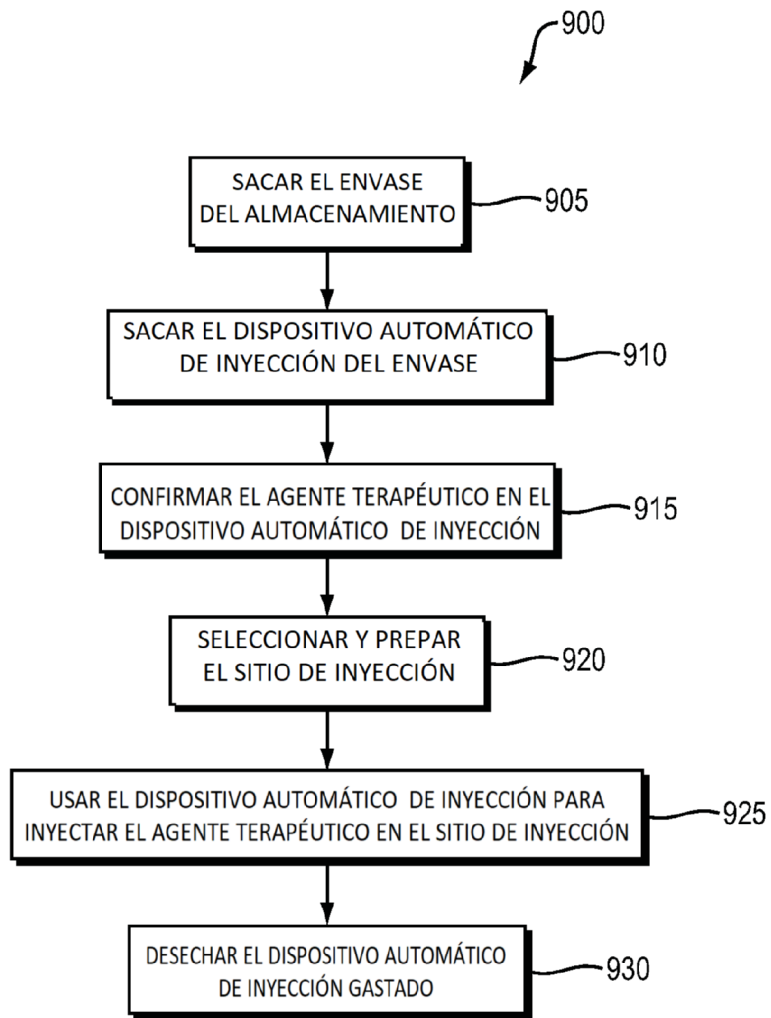 900
SACAR EL ENVASE
DEL ALMACENAMIENTO
905
SACAR EL DISPOSITIVO AUTOMÁTICO
DE INYECCIÓN DEL ENVASE
910
CONFIRMAR EL AGENTE TERAPÉUTICO EN EL
DISPOSITIVO AUTOMÁTICO DE INYECCIÓN
915
SELECCIONAR Y PREPAR
EL SITIO DE INYECCIÓN
920
USAR EL DISPOSITIVO AUTOMÁTICO DE INYECCIÓN PARA
INYECTAR EL AGENTE TERAPÉUTICO EN EL SITIO DE INYECCIÓN
925
DESECHAR EL DISPOSITIVO AUTOMÁTICO
DE INYECCIÓN GASTADO
930